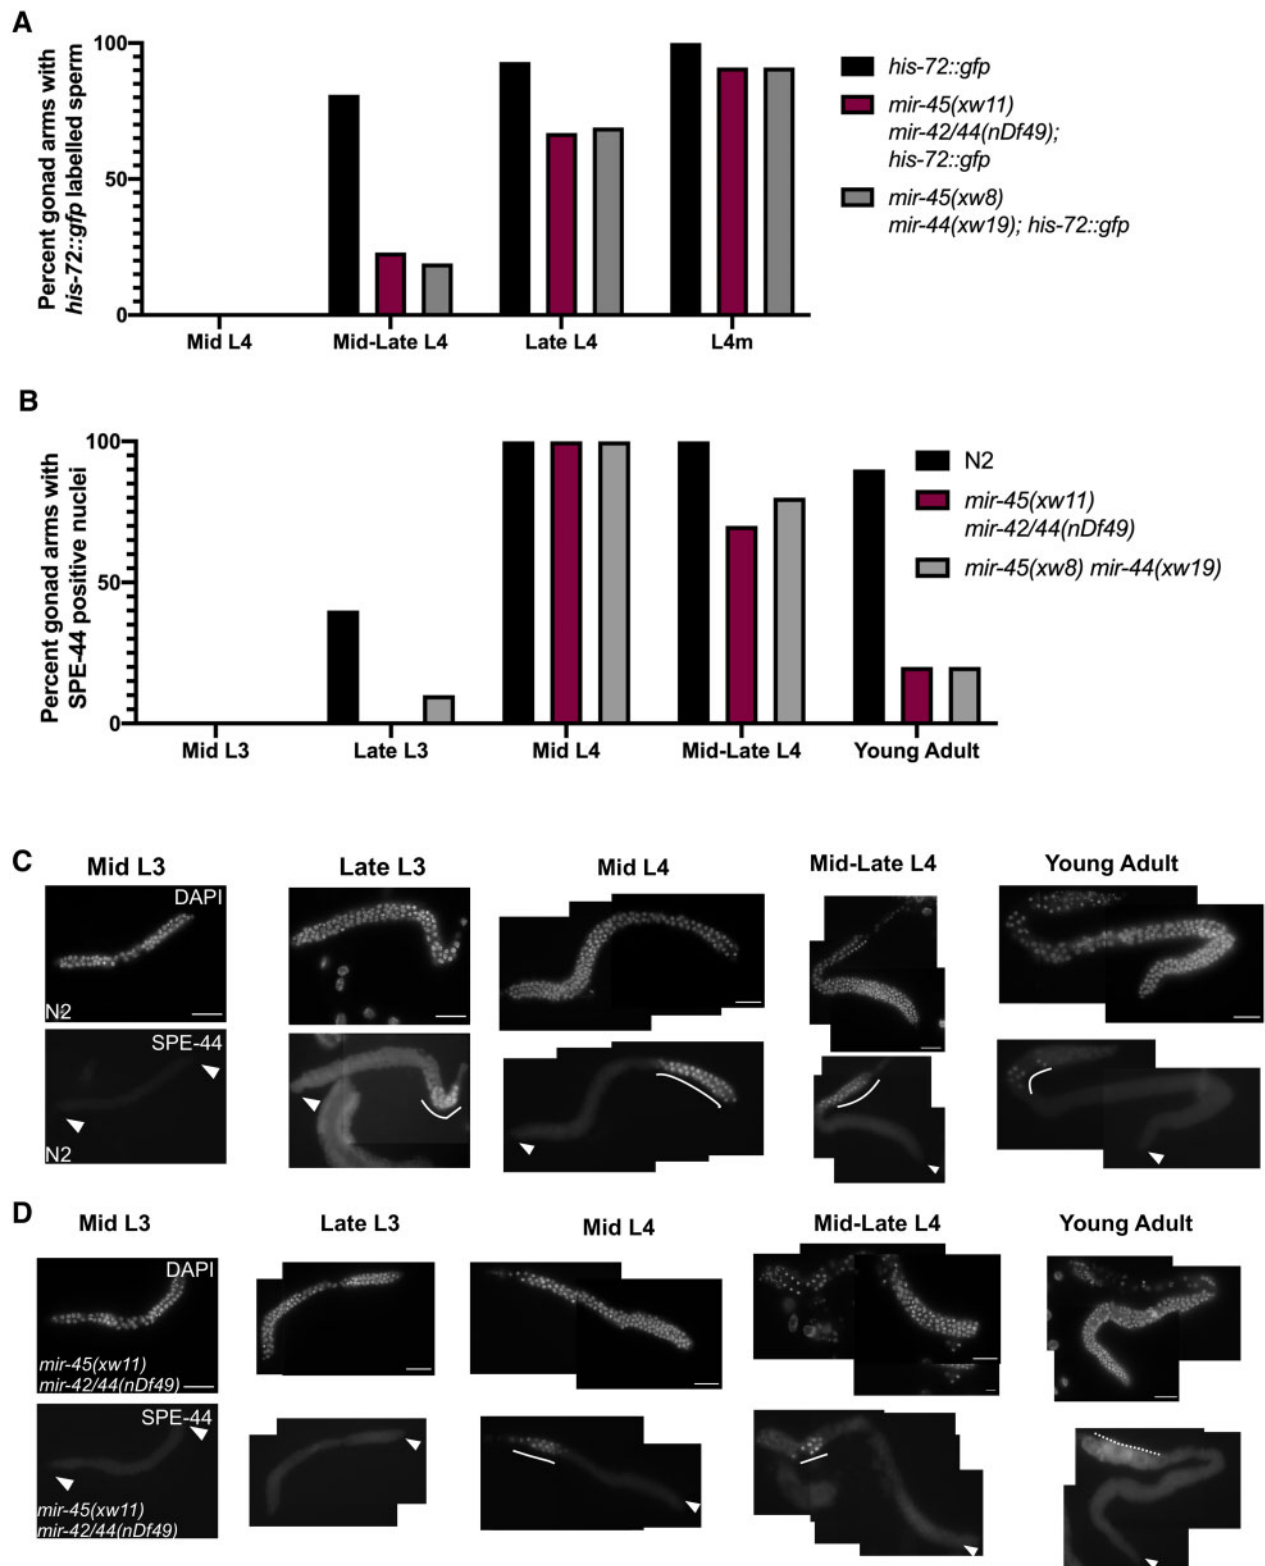 A
Percent gonad arms with
his-72::gfp labelled sperm
100
50
0
Mid L4
Mid-Late L4
Late L4
L4m
his-72::gfp
mir-45(xw11)
mir-42/44(nDf49);
his-72::gfp
mir-45(xw8)
mir-44(xw19); his-72::gfp
B
Percent gonad arms with
SPE-44 positive nuclei
100
50
0
Mid L3
Late L3
Mid L4
Mid-Late L4
Young Adult
N2
mir-45(xw11)
mir-42/44(nDf49)
mir-45(xw8) mir-44(xw19)
C
Mid L3
Late L3
Mid L4
Mid-Late L4
Young Adult
DAPI
N2
SPE-44
N2
D
Mid L3
Late L3
Mid L4
Mid-Late L4
Young Adult
DAPI
mir-45(xw11)
mir-42/44(nDf49)
SPE-44
mir-45(xw11)
mir-42/44(nDf49)